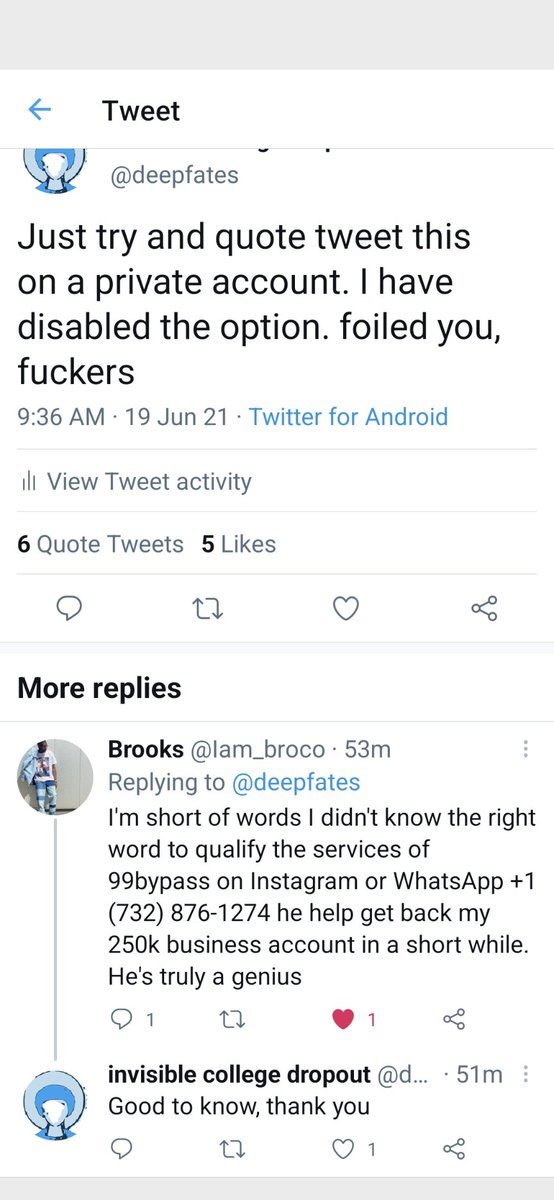 Tweet
@deepfates
Just try and quote tweet this
on a private account. I have
disabled the option. foiled you,
fuckers
9:36 AM · 19 Jun 21 · Twitter for Android
View Tweet activity
6 Quote Tweets 5 Likes
More replies
Brooks @Iam_broco · 53m
Replying to @deepfates
I'm short of words I didn't know the right
word to qualify the services of
99bypass on Instagram or WhatsApp +1
(732) 876-1274 he help get back my
250k business account in a short while.
He's truly a genius
1 1
invisible college dropout @d... · 51m
Good to know, thank you
1